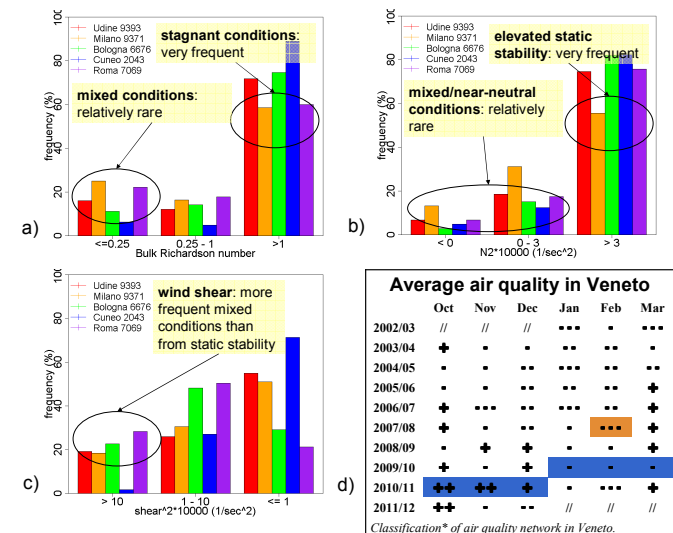 a)
frequency (%)
0 20 40 60 80 100
Udine 9393
Milano 9371
Bologna 6676
Cuneo 2043
Roma 7069
stagnant conditions:
very frequent
mixed conditions:
relatively rare
<=0.25 0.25 - 1 >1
Bulk Richardson number
b)
frequency (%)
0 20 40 60 80 100
Udine 9393
Milano 9371
Bologna 6676
Cuneo 2043
Roma 7069
elevated static
stability: very frequent
mixed/near-neutral
conditions: relatively
rare
< 0 0 - 3 > 3
N2*10000 (1/sec^2)
c)
frequency (%)
0 20 40 60 80 100
Udine 9393
Milano 9371
Bologna 6676
Cuneo 2043
Roma 7069
wind shear: more
frequent mixed
conditions than
from static stability
> 10 1 - 10 <= 1
shear^2*10000 (1/sec^2)
d)
Average air quality in Veneto
Oct Nov Dec Jan Feb Mar
2002/03 // // // --- - ---
2003/04 + - - -- -- -
2004/05 - - -- --- -- --
2005/06 - - -- -- -- +
2006/07 + --- -- --- -- +
2007/08 + - -- -- --- +
2008/09 - + + - - +
2009/10 + - + - - -
2010/11 ++ ++ + - --- +
2011/12 ++ - -- // // //
Classification* of air quality network in Veneto.